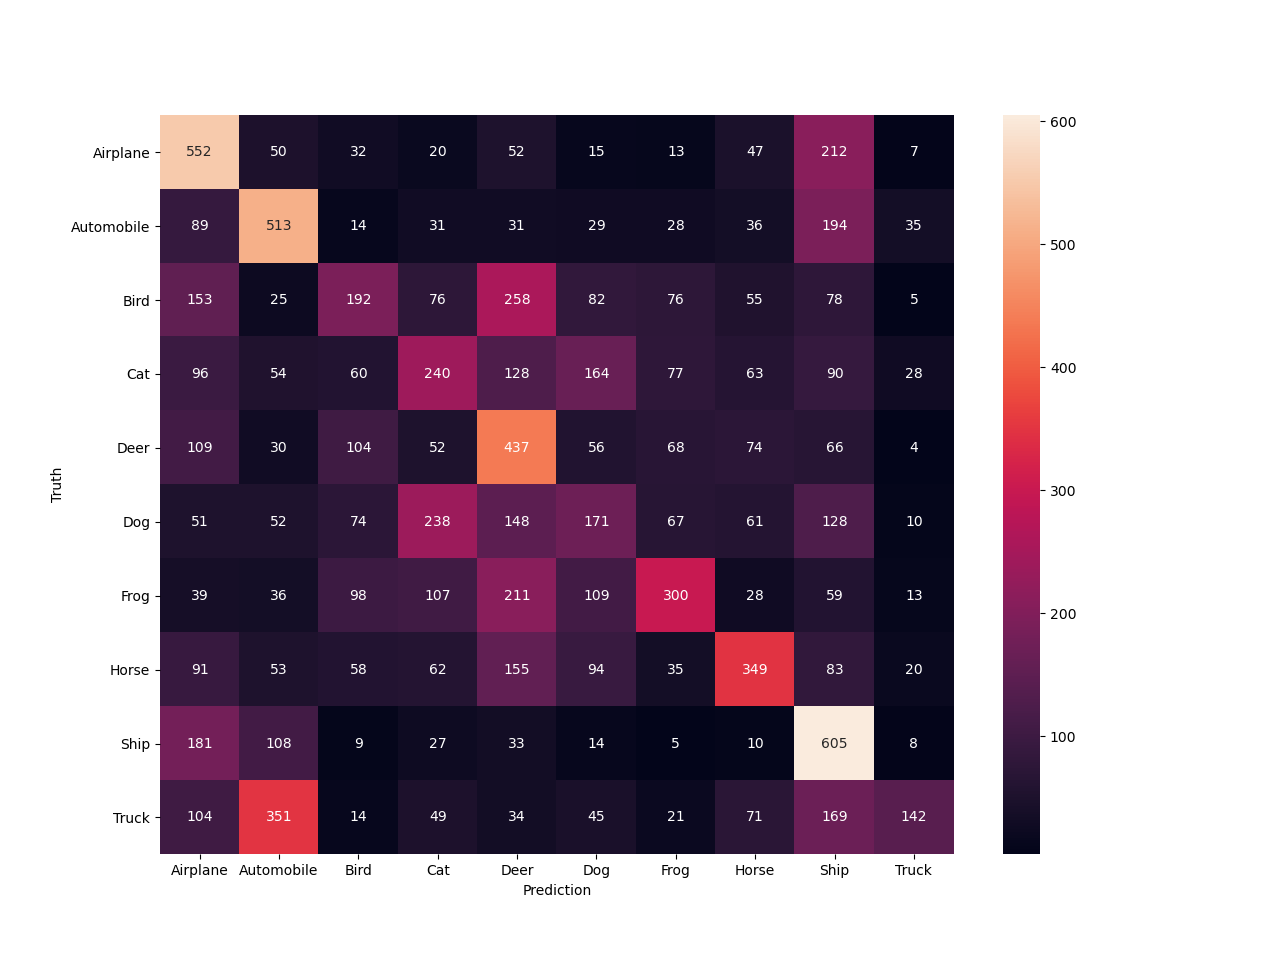 Airplane 552 50 32 20 52 15 13 47 212 7
Automobile 89 513 14 31 31 29 28 36 194 35
Bird 153 25 192 76 258 82 76 55 78 5
Cat 96 54 60 240 128 164 77 63 90 28
Deer 109 30 104 52 437 56 68 74 66 4
Dog 51 52 74 238 148 171 67 61 128 10
Frog 39 36 98 107 211 109 300 28 59 13
Horse 91 53 58 62 155 94 35 349 83 20
Ship 181 108 9 27 33 14 5 10 605 8
Truck 104 351 14 49 34 45 21 71 169 142
Truth
Airplane Automobile Bird Cat Deer Dog Frog Horse Ship Truck
Prediction
600
500
400
300
200
100